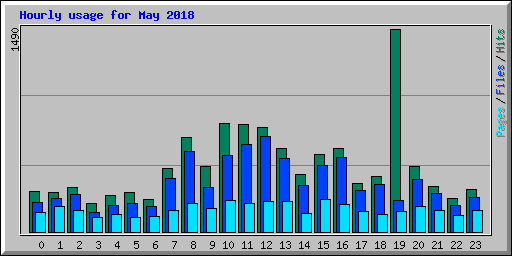 Hourly usage for May 2018
1490
Pages/Files/Hits
0 1 2 3 4 5 6 7 8 9 10 11 12 13 14 15 16 17 18 19 20 21 22 23